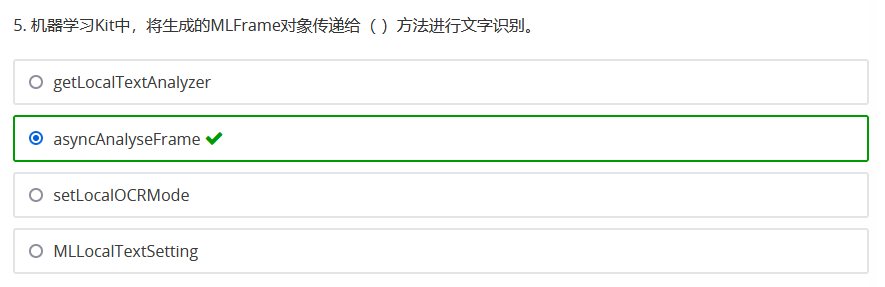 5. 机器学习Kit中，将生成的MLFrame对象传递给（ ）方法进行文字识别。
getLocalTextAnalyzer
asyncAnalyseFrame
setLocalOCRMode
MLLocalTextSetting